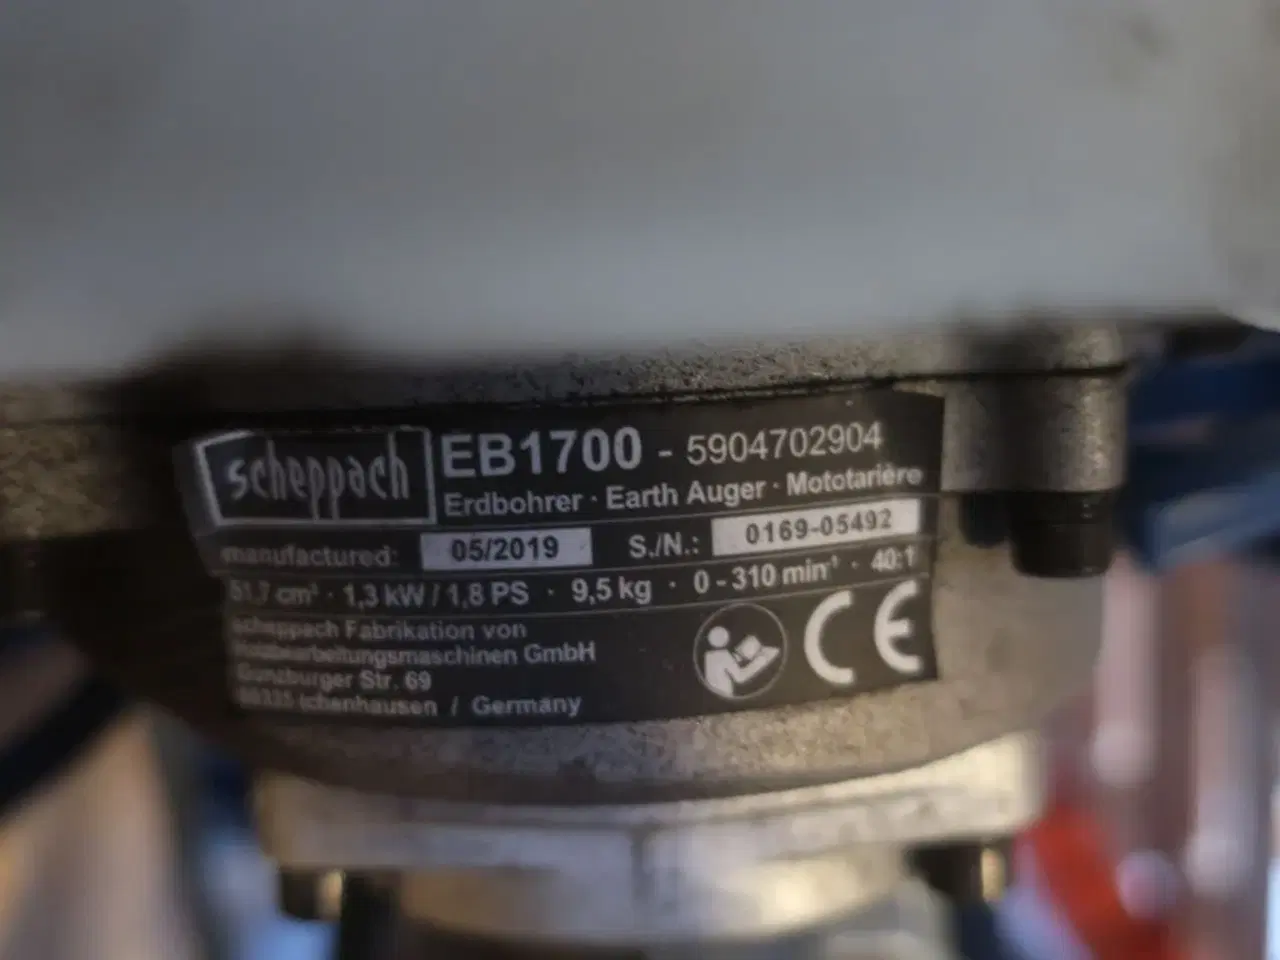 scheppach
EB1700 - 5904702904
Erdbohrer · Earth Auger · Mototarière
manufactured: 05/2019 S./N.: 0169-05492
51,7 cm³ · 1,3 kW / 1,8 PS · 9,5 kg · 0 - 310 min⁻¹ · 40:1
scheppach Fabrikation von
Holzbearbeitungsmaschinen GmbH
Günzburger Str. 69
89335 Ichenhausen / Germany
CE